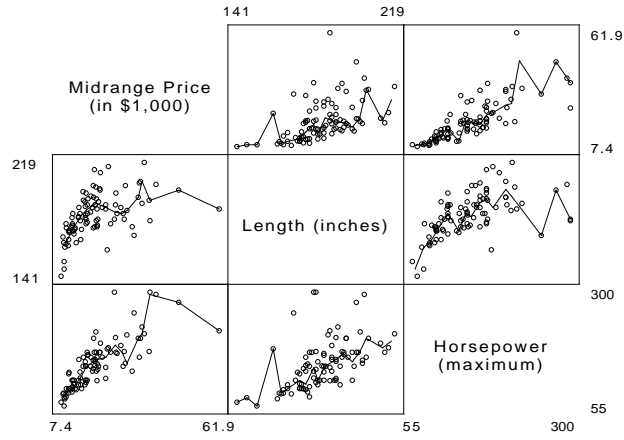 141 219
61.9
Midrange Price
(in $1,000)
7.4
219
Length (inches)
141
300
Horsepower
(maximum)
55
7.4 61.9 55 300